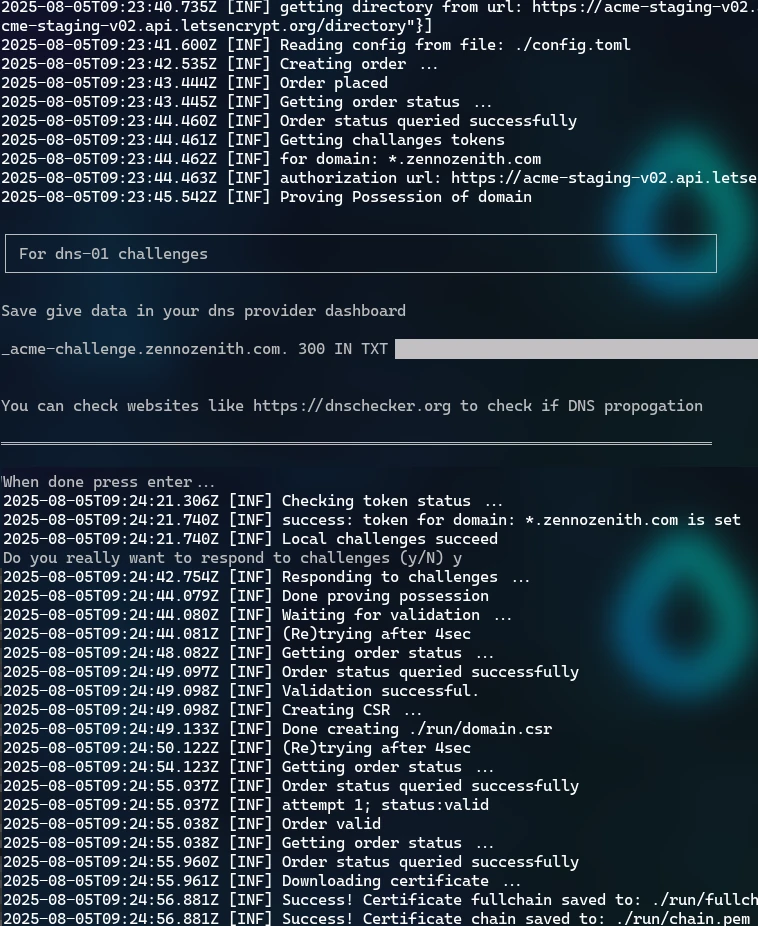 2025-08-05T09:23:40.735Z [INF] getting directory from url: https://acme-staging-v02.
cme-staging-v02.api.letsencrypt.org/directory"}]
2025-08-05T09:23:41.600Z [INF] Reading config from file: ./config.toml
2025-08-05T09:23:42.535Z [INF] Creating order ...
2025-08-05T09:23:43.444Z [INF] Order placed
2025-08-05T09:23:43.445Z [INF] Getting order status ...
2025-08-05T09:23:44.460Z [INF] Order status queried successfully
2025-08-05T09:23:44.461Z [INF] Getting challanges tokens
2025-08-05T09:23:44.462Z [INF] for domain: *.zennozenith.com
2025-08-05T09:23:44.463Z [INF] authorization url: https://acme-staging-v02.api.letse
2025-08-05T09:23:45.542Z [INF] Proving Possession of domain
For dns-01 challenges
Save give data in your dns provider dashboard
_acme-challenge.zennozenith.com. 300 IN TXT
You can check websites like https://dnschecker.org to check if DNS propogation
When done press enter...
2025-08-05T09:24:21.306Z [INF] Checking token status ...
2025-08-05T09:24:21.740Z [INF] success: token for domain: *.zennozenith.com is set
2025-08-05T09:24:21.740Z [INF] Local challenges succeed
Do you really want to respond to challenges (y/N) y
2025-08-05T09:24:42.754Z [INF] Responding to challenges ...
2025-08-05T09:24:44.079Z [INF] Done proving possession
2025-08-05T09:24:44.080Z [INF] Waiting for validation ...
2025-08-05T09:24:44.081Z [INF] (Re)trying after 4sec
2025-08-05T09:24:48.082Z [INF] Getting order status ...
2025-08-05T09:24:49.097Z [INF] Order status queried successfully
2025-08-05T09:24:49.098Z [INF] Validation successful.
2025-08-05T09:24:49.098Z [INF] Creating CSR ...
2025-08-05T09:24:49.133Z [INF] Done creating ./run/domain.csr
2025-08-05T09:24:50.122Z [INF] (Re)trying after 4sec
2025-08-05T09:24:54.123Z [INF] Getting order status ...
2025-08-05T09:24:55.037Z [INF] Order status queried successfully
2025-08-05T09:24:55.037Z [INF] attempt 1; status:valid
2025-08-05T09:24:55.038Z [INF] Order valid
2025-08-05T09:24:55.038Z [INF] Getting order status ...
2025-08-05T09:24:55.960Z [INF] Order status queried successfully
2025-08-05T09:24:55.961Z [INF] Downloading certificate ...
2025-08-05T09:24:56.881Z [INF] Success! Certificate fullchain saved to: ./run/fullch
2025-08-05T09:24:56.881Z [INF] Success! Certificate chain saved to: ./run/chain.pem